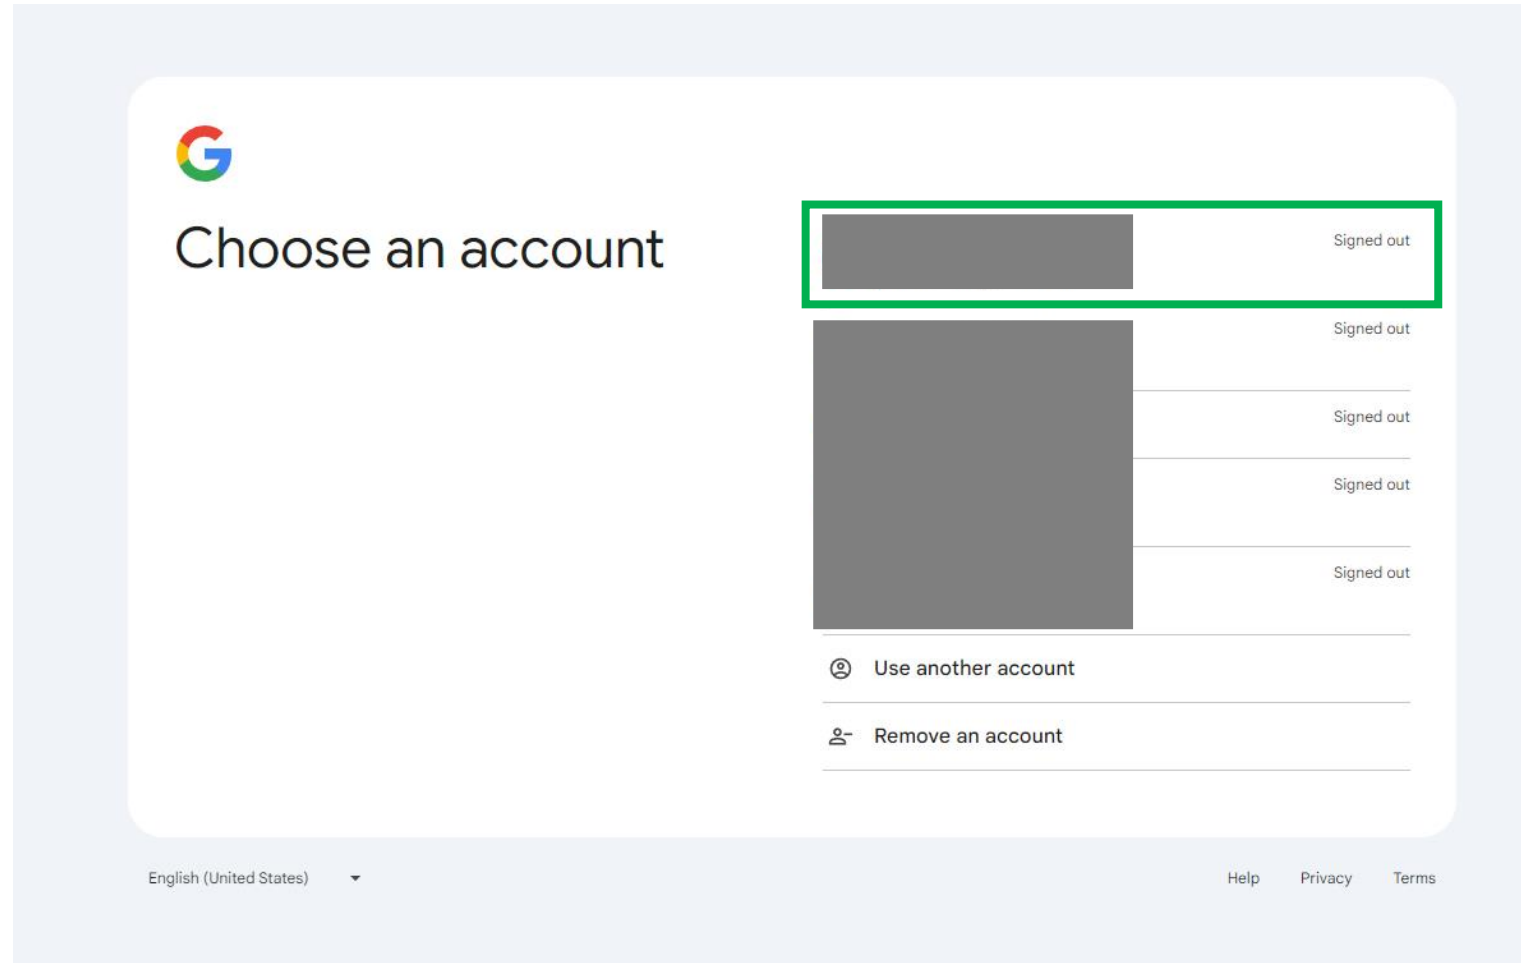 Choose an account
Signed out
Signed out
Signed out
Signed out
Signed out
Use another account
Remove an account
English (United States)
Help Privacy Terms